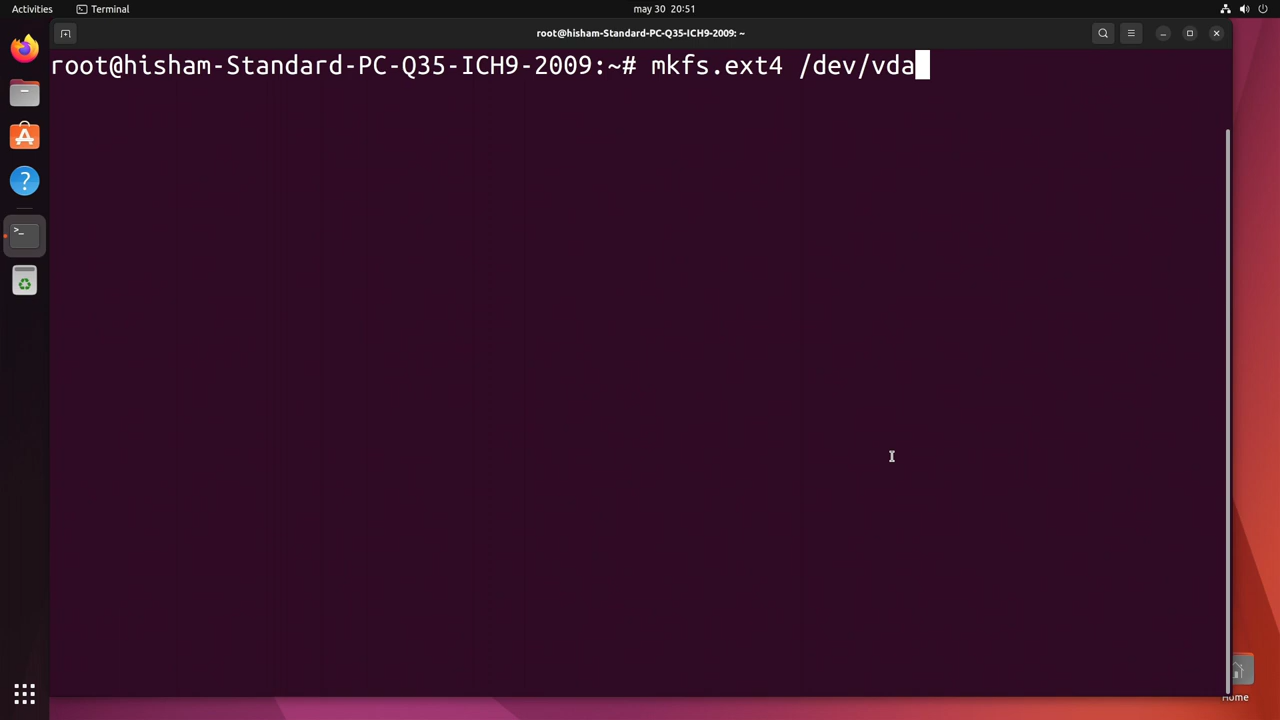 Activities
Terminal
may 30 20:51
root@hisham-Standard-PC-Q35-ICH9-2009: ~
root@hisham-Standard-PC-Q35-ICH9-2009:~# mkfs.ext4 /dev/vda
Home